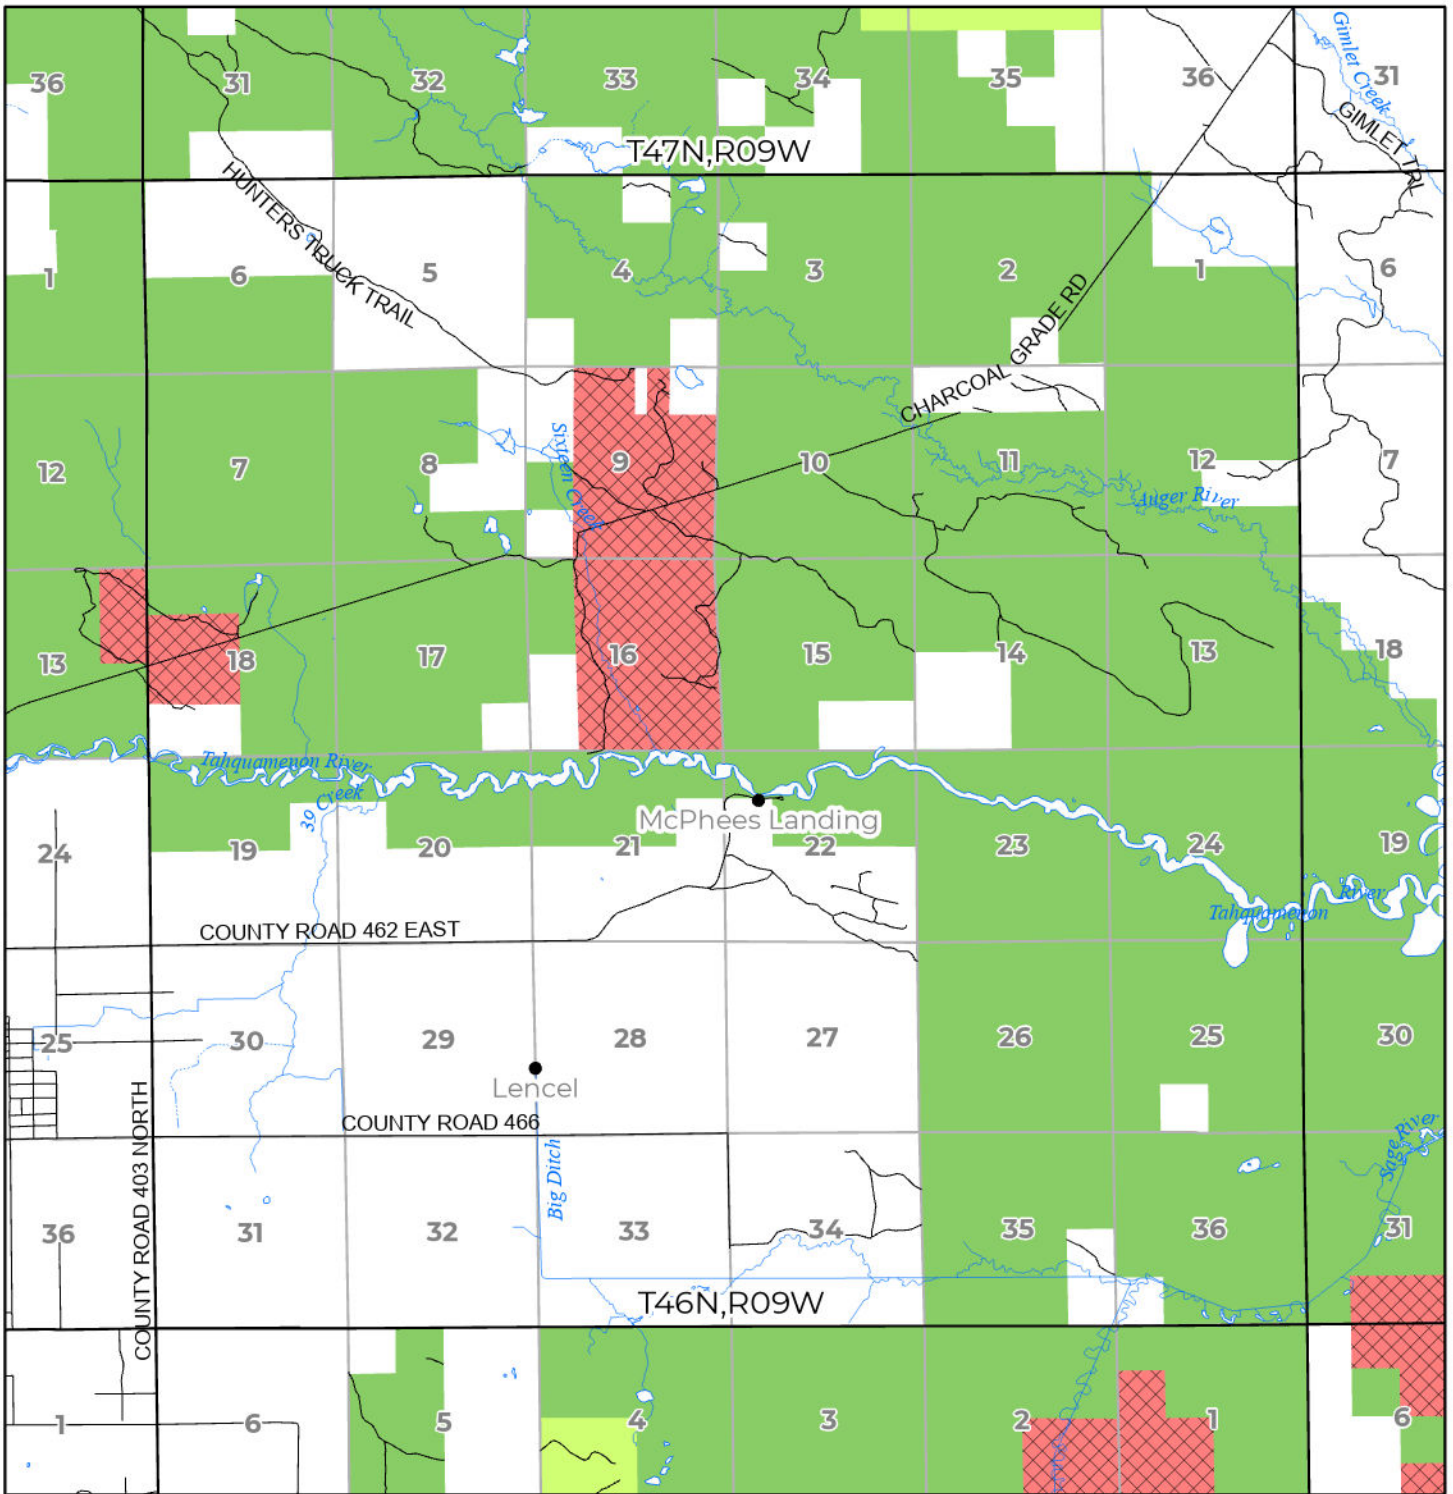 36 31 32 33 34 35 36 31
Gimlet Creek
GIMLET TRL
T47N,R09W
HUNTERS TRUCK TRAIL
1 6 5 4 3 2 1 6
CHARCOAL GRADE RD
12 7 8 9 10 11 12 7
Sixteen Creek
Auger River
13 18 17 16 15 14 13 18
Tahquamenon River
39 Creek
McPhees Landing
24 19 20 21 22 23 24 19
Tahquamenon River
COUNTY ROAD 462 EAST
25 30 29 28 27 26 25 30
Lencel
COUNTY ROAD 466
COUNTY ROAD 403 NORTH
Big Ditch
Sage River
36 31 32 33 34 35 36 31
T46N,R09W
1 6 5 4 3 2 1 6